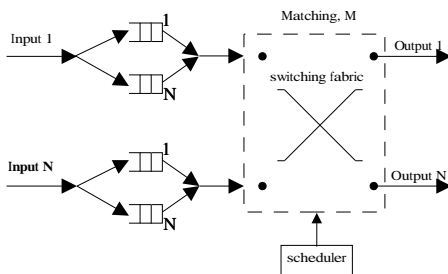 Matching, M
Input 1
1
Output 1
N
switching fabric
1
Input N
Output N
N
scheduler